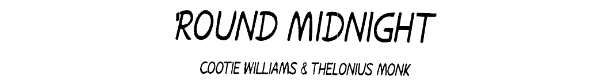 'ROUND MIDNIGHT
COOTIE WILLIAMS & THELONIUS MONK